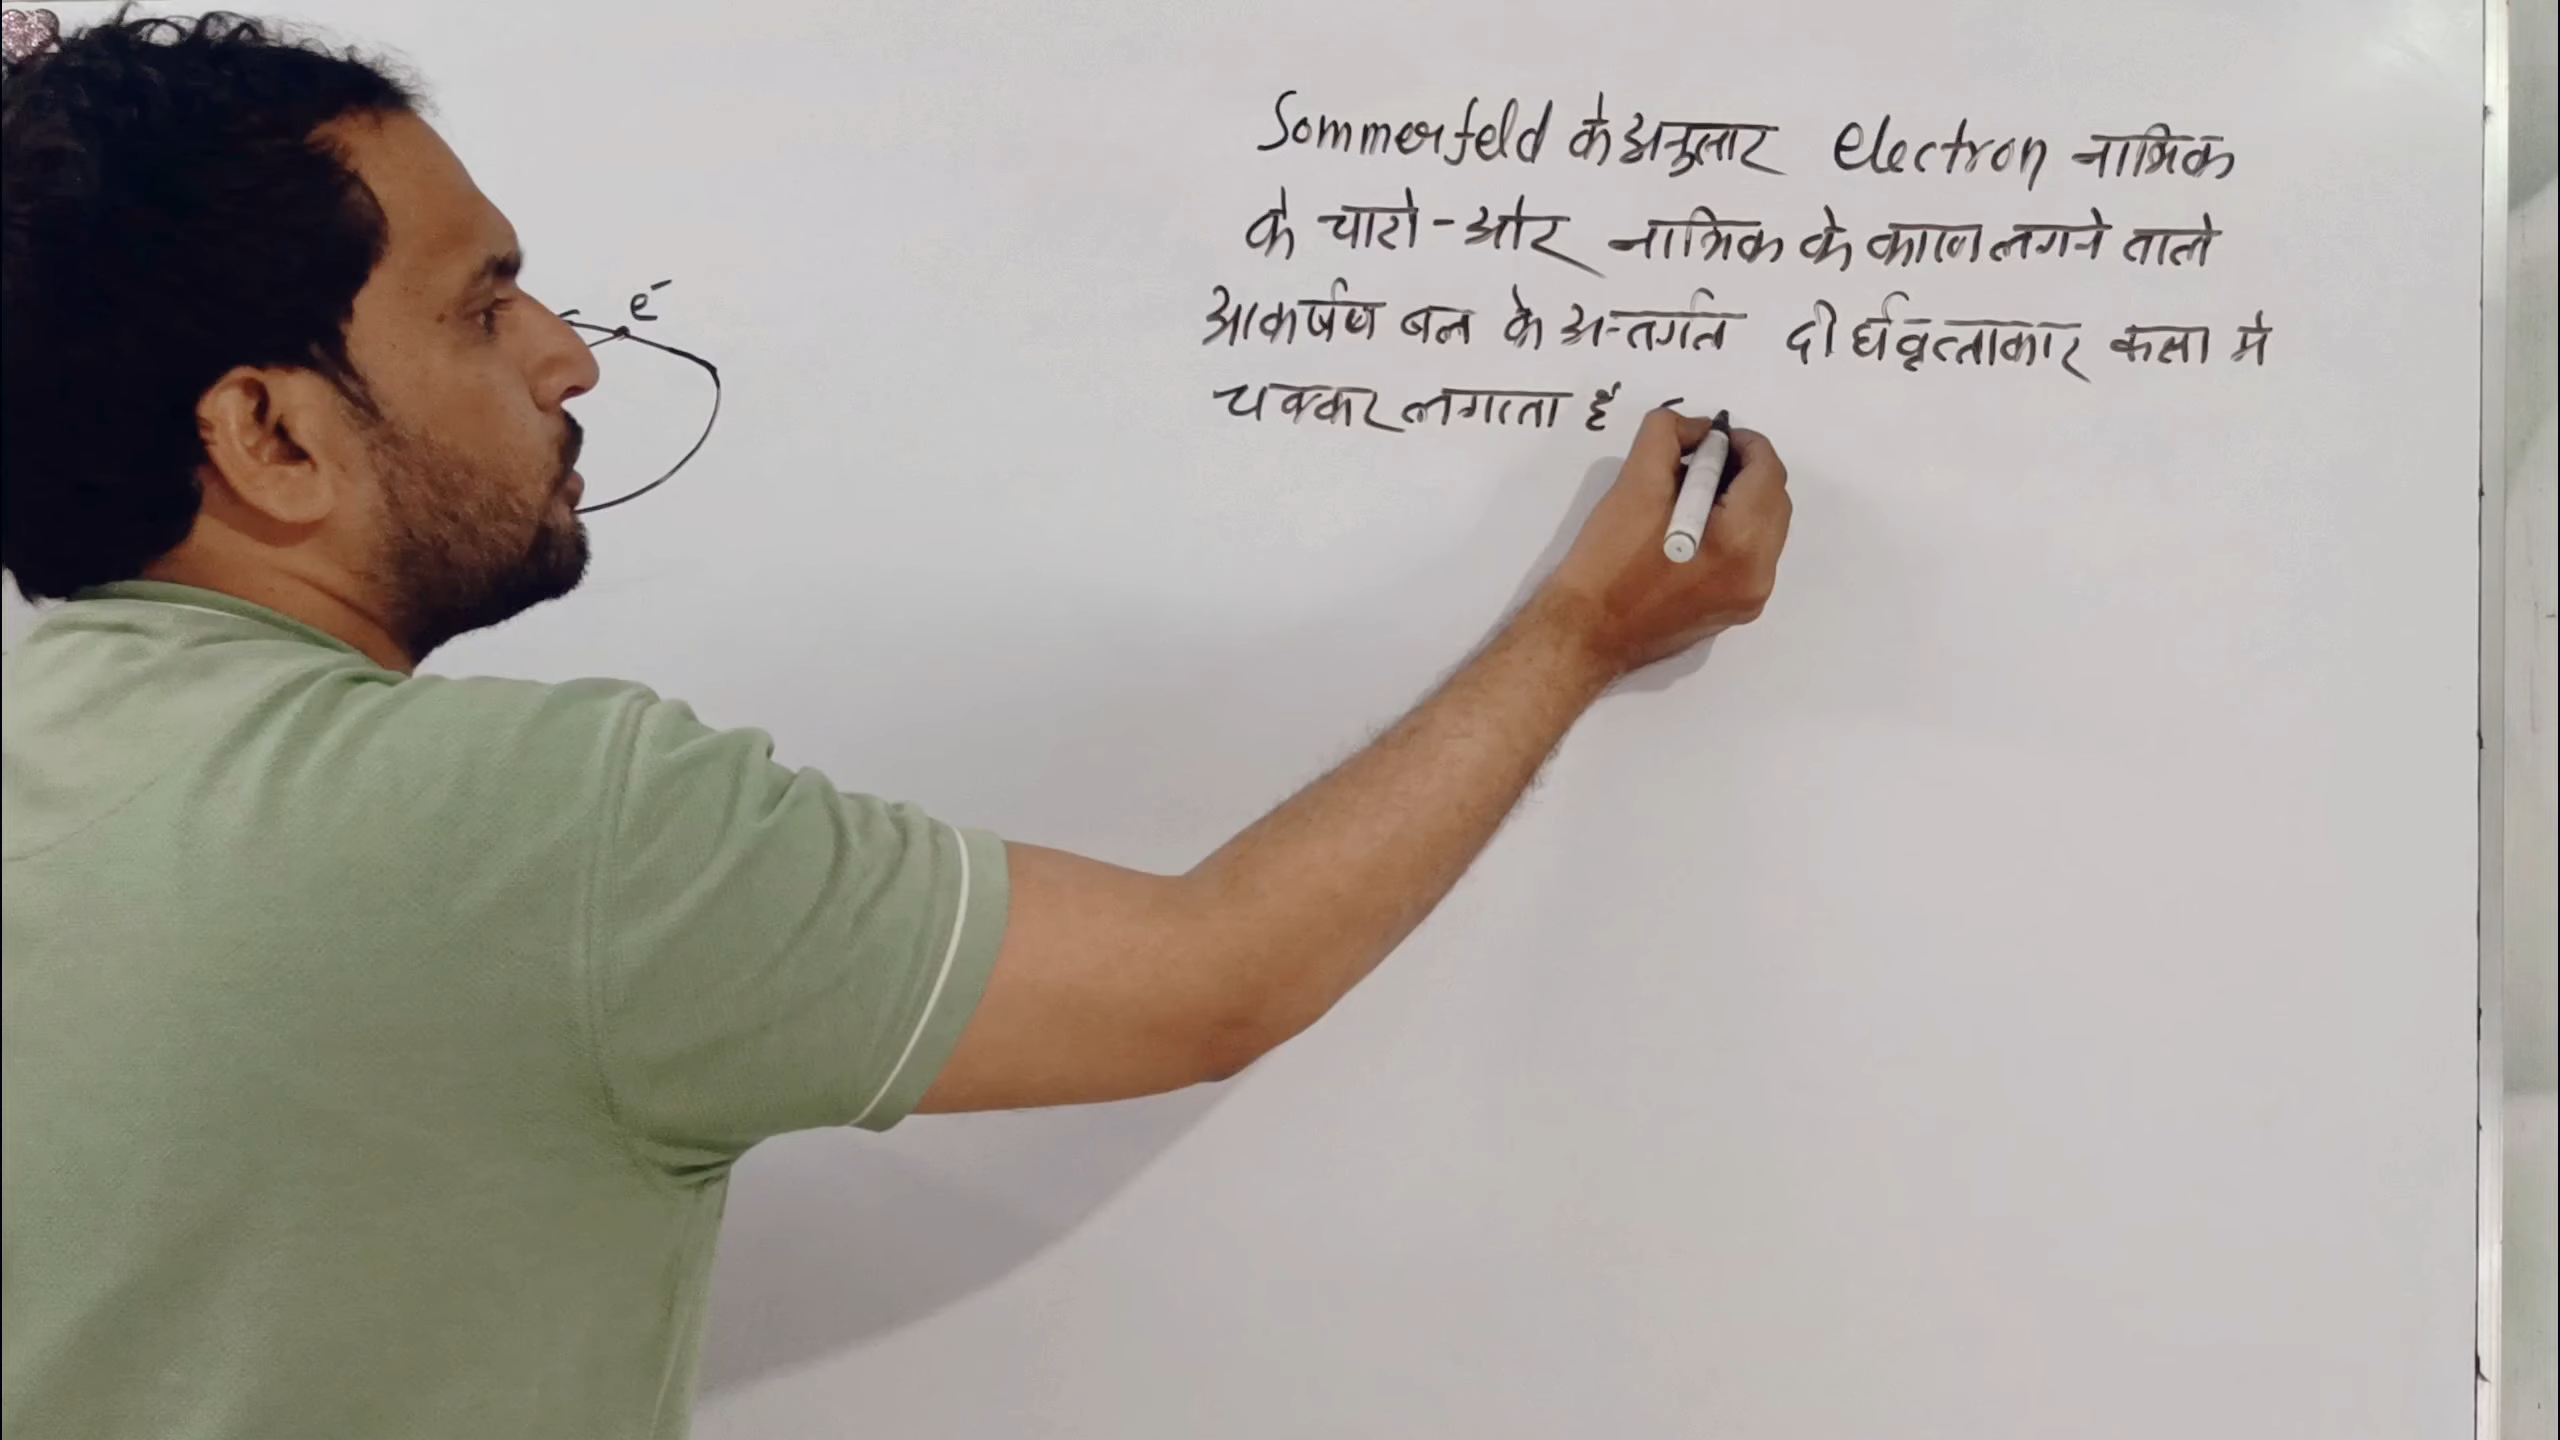 e⁻
Sommerfeld के अनुसार electron नाभिक
के चारो-ओर नाभिक के कारण लगने वाले
आकर्षण बल के अन्तर्गत दीर्घवृत्ताकार कक्षा मे
चक्कर लगाता है